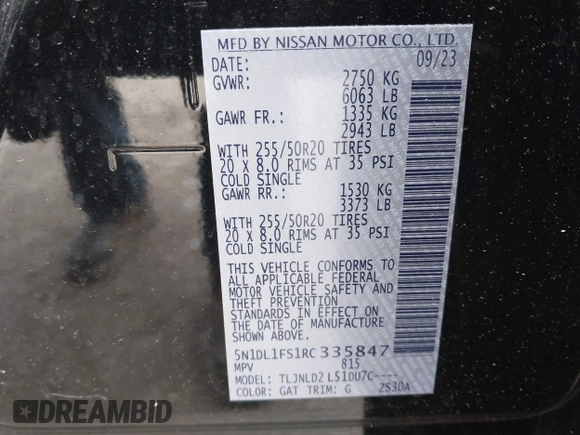 MFD BY NISSAN MOTOR CO., LTD.
DATE: 09/23
GVWR: 2750 KG
6063 LB
GAWR FR.: 1335 KG
2943 LB
WITH 255/50R20 TIRES
20 X 8.0 RIMS AT 35 PSI
COLD SINGLE
GAWR RR.: 1530 KG
3373 LB
WITH 255/50R20 TIRES
20 X 8.0 RIMS AT 35 PSI
COLD SINGLE
THIS VEHICLE CONFORMS TO
ALL APPLICABLE FEDERAL
MOTOR VEHICLE SAFETY AND
THEFT PREVENTION
STANDARDS IN EFFECT ON
THE DATE OF MANUFACTURE
SHOWN ABOVE.
5N1DL1FS1RC335847
MPV 815
MODEL: TLJNLD2 L51DU7C----
COLOR: GAT TRIM: G 2S30A
DREAMBID